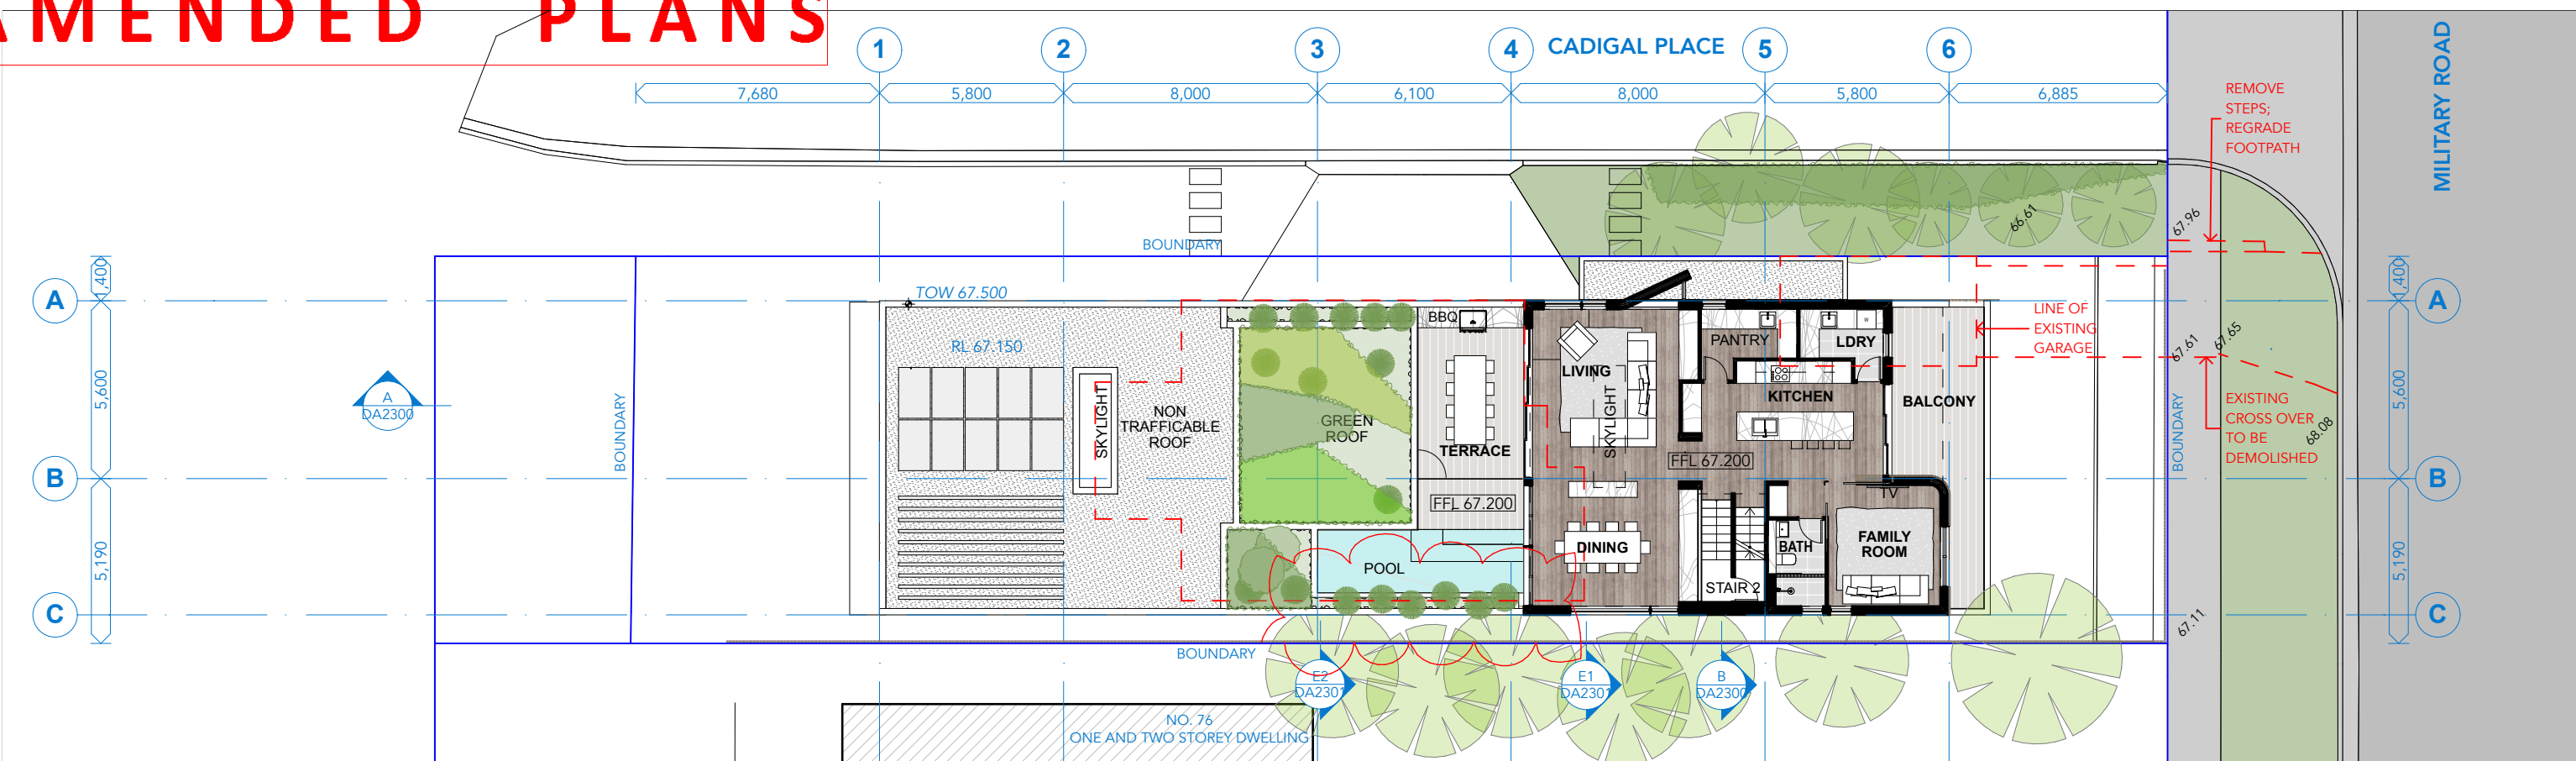 AMENDED PLANS
1
2
3
4
CADIGAL PLACE
5
6
7,680
5,800
8,000
6,100
8,000
5,800
6,885
MILITARY ROAD
REMOVE
STEPS;
REGRADE
FOOTPATH
BOUNDARY
66.61
67.96
1,400
1,400
A
A
TOW 67.500
RL 67.150
BBQ
LIVING
PANTRY
LDRY
W
LINE OF
EXISTING
GARAGE
67.61
67.65
5,600
5,600
A
DA2300
BOUNDARY
SKYLIGHT
NON
TRAFFICABLE
ROOF
GREEN
ROOF
TERRACE
SKYLIGHT
KITCHEN
BALCONY
BOUNDARY
EXISTING
CROSS OVER
TO BE
DEMOLISHED
68.08
FFL 67.200
B
B
FFL 67.200
TV
5,190
5,190
POOL
DINING
STAIR 2
BATH
FAMILY
ROOM
C
C
67.11
BOUNDARY
E2
DA2301
E1
DA2301
B
DA2300
NO. 76
ONE AND TWO STOREY DWELLING